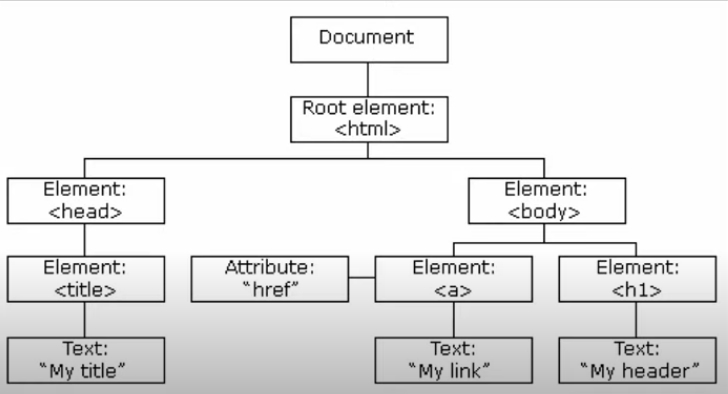 Document
Root element:
<html>
Element:
<head>
Element:
<body>
Element:
<title>
Attribute:
“href”
Element:
<a>
Element:
<h1>
Text:
“My title”
Text:
“My link”
Text:
“My header”